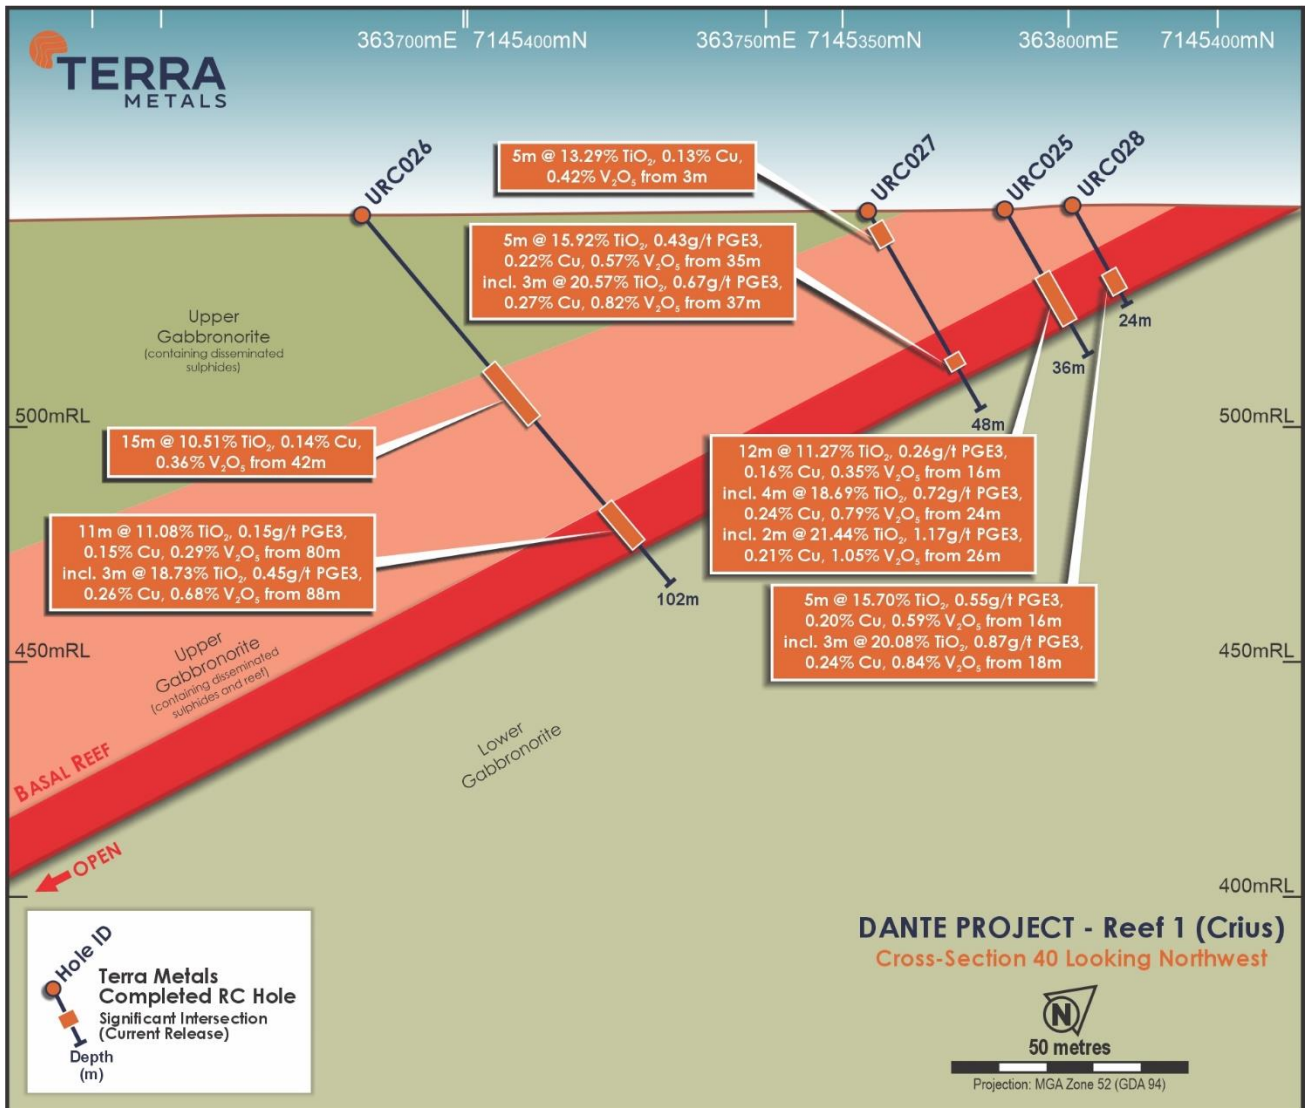 TERRA
METALS
363700mE 7145400mN
363750mE 7145350mN
363800mE 7145400mN
URC026
URC027
URC025
URC028
5m @ 13.29% TiO₂, 0.13% Cu,
0.42% V₂O₅ from 3m
5m @ 15.92% TiO₂, 0.43g/t PGE3,
0.22% Cu, 0.57% V₂O₅ from 35m
incl. 3m @ 20.57% TiO₂, 0.67g/t PGE3,
0.27% Cu, 0.82% V₂O₅ from 37m
Upper
Gabbronorite
(containing disseminated
sulphides)
24m
36m
48m
102m
500mRL
500mRL
15m @ 10.51% TiO₂, 0.14% Cu,
0.36% V₂O₅ from 42m
12m @ 11.27% TiO₂, 0.26g/t PGE3,
0.16% Cu, 0.35% V₂O₅ from 16m
incl. 4m @ 18.69% TiO₂, 0.72g/t PGE3,
0.24% Cu, 0.79% V₂O₅ from 24m
incl. 2m @ 21.44% TiO₂, 1.17g/t PGE3,
0.21% Cu, 1.05% V₂O₅ from 26m
11m @ 11.08% TiO₂, 0.15g/t PGE3,
0.15% Cu, 0.29% V₂O₅ from 80m
incl. 3m @ 18.73% TiO₂, 0.45g/t PGE3,
0.26% Cu, 0.68% V₂O₅ from 88m
5m @ 15.70% TiO₂, 0.55g/t PGE3,
0.20% Cu, 0.59% V₂O₅ from 16m
incl. 3m @ 20.08% TiO₂, 0.87g/t PGE3,
0.24% Cu, 0.84% V₂O₅ from 18m
450mRL
450mRL
Upper
Gabbronorite
(containing disseminated
sulphides and reef)
Lower
Gabbronorite
BASAL REEF
OPEN
400mRL
Hole ID
Terra Metals
Completed RC Hole
Significant Intersection
(Current Release)
Depth
(m)
DANTE PROJECT - Reef 1 (Crius)
Cross-Section 40 Looking Northwest
N
50 metres
Projection: MGA Zone 52 (GDA 94)